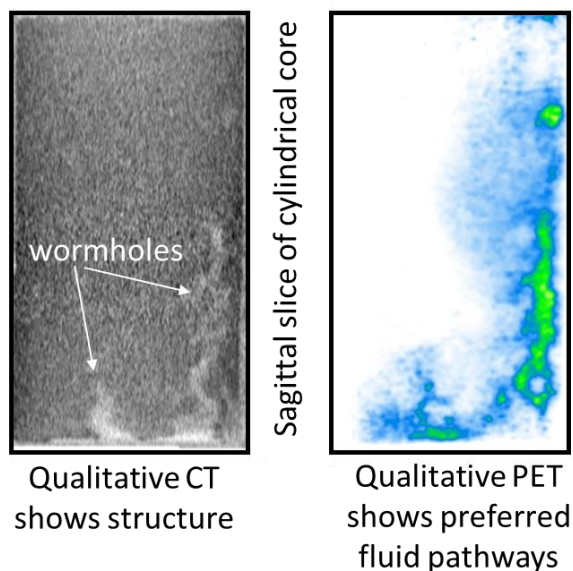 wormholes
Sagittal slice of cylindrical core
Qualitative CT
shows structure
Qualitative PET
shows preferred
fluid pathways